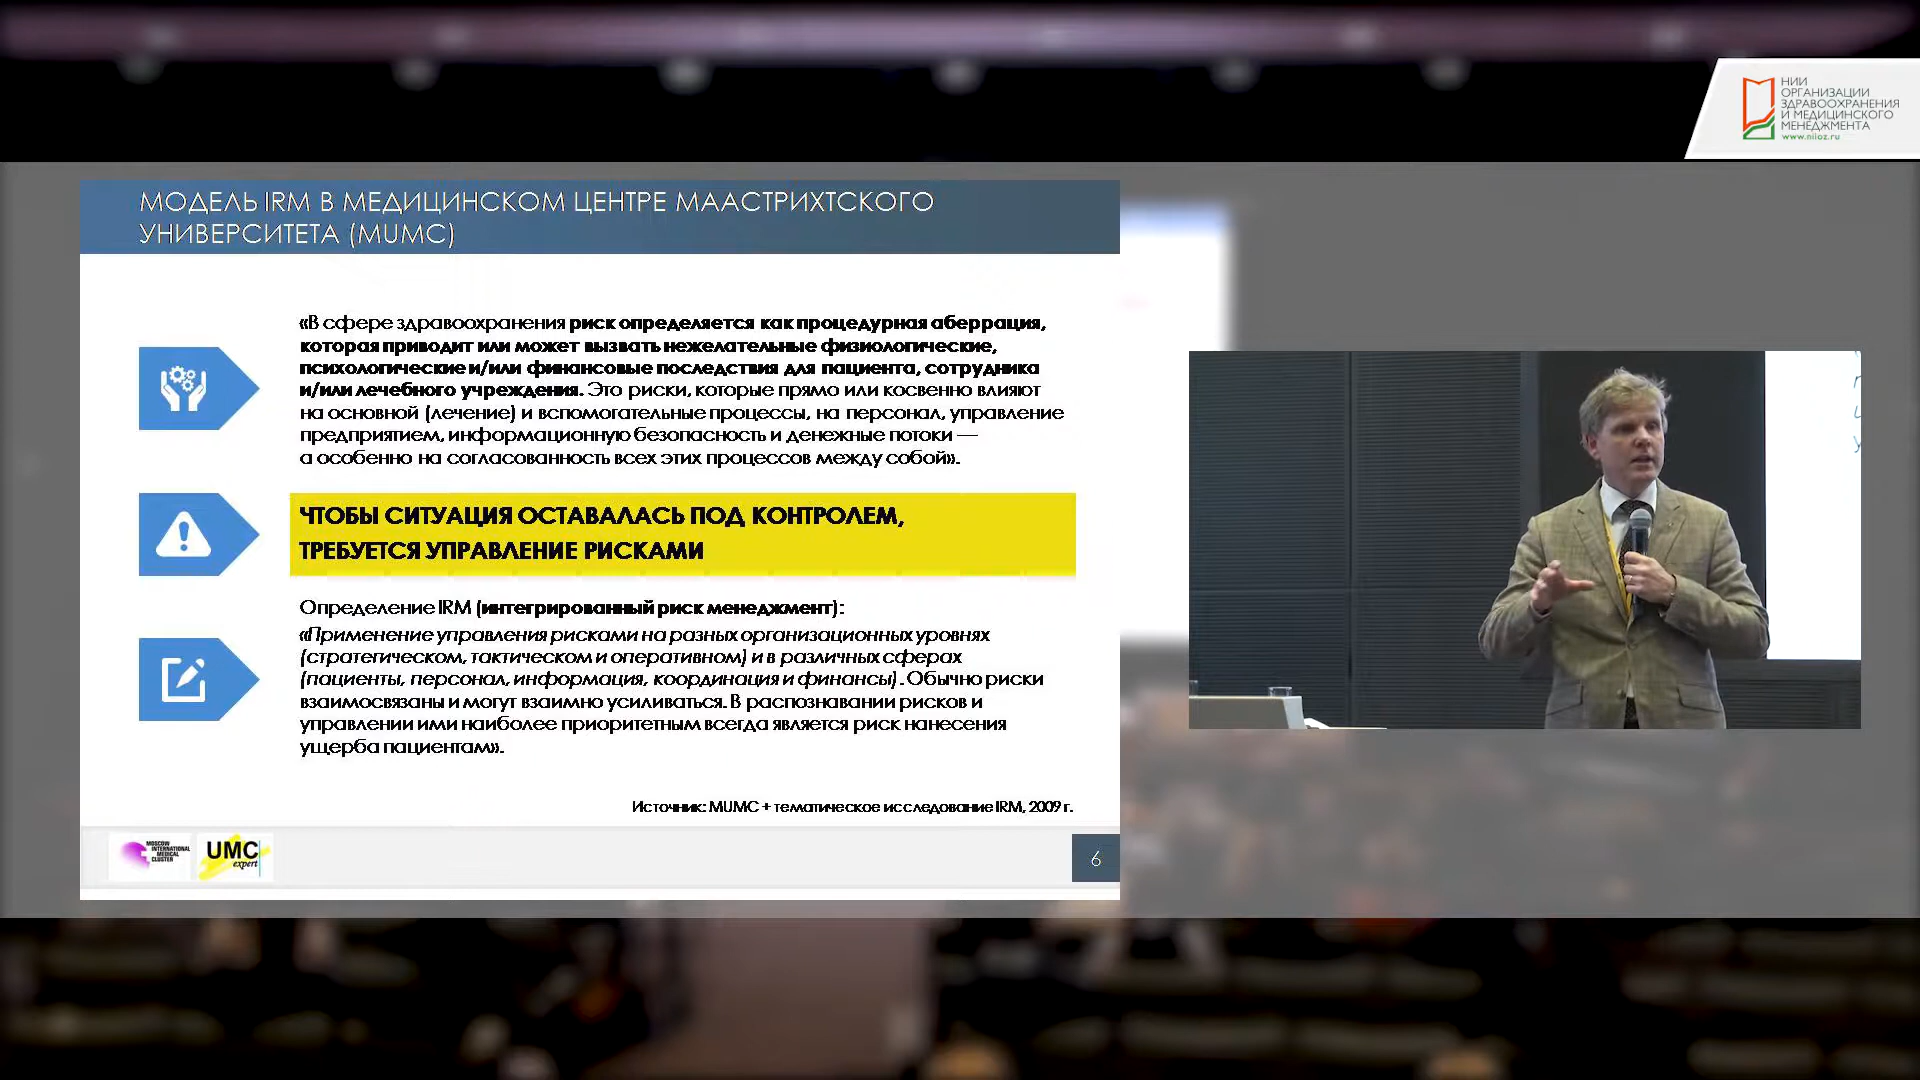 НИИ
ОРГАНИЗАЦИИ
ЗДРАВООХРАНЕНИЯ
И МЕДИЦИНСКОГО
МЕНЕДЖМЕНТА
www.niioz.ru
МОДЕЛЬ IRM В МЕДИЦИНСКОМ ЦЕНТРЕ МААСТРИХТСКОГО
УНИВЕРСИТЕТА (MUMC)
«В сфере здравоохранения риск определяется как процедурная аберрация,
которая приводит или может вызвать нежелательные физиологические,
психологические и/или финансовые последствия для пациента, сотрудника
и/или лечебного учреждения. Это риски, которые прямо или косвенно влияют
на основной (лечение) и вспомогательные процессы, на персонал, управление
предприятием, информационную безопасность и денежные потоки —
а особенно на согласованность всех этих процессов между собой».
ЧТОБЫ СИТУАЦИЯ ОСТАВАЛАСЬ ПОД КОНТРОЛЕМ,
ТРЕБУЕТСЯ УПРАВЛЕНИЕ РИСКАМИ
Определение IRM (интегрированный риск менеджмент):
«Применение управления рисками на разных организационных уровнях
(стратегическом, тактическом и оперативном) и в различных сферах
(пациенты, персонал, информация, координация и финансы). Обычно риски
взаимосвязаны и могут взаимно усиливаться. В распознавании рисков и
управлении ими наиболее приоритетным всегда является риск нанесения
ущерба пациентам».
Источник: MUMC + тематическое исследование IRM, 2009 г.
MOSCOW
INTERNATIONAL
MEDICAL
CLUSTER
UMC
expert
6